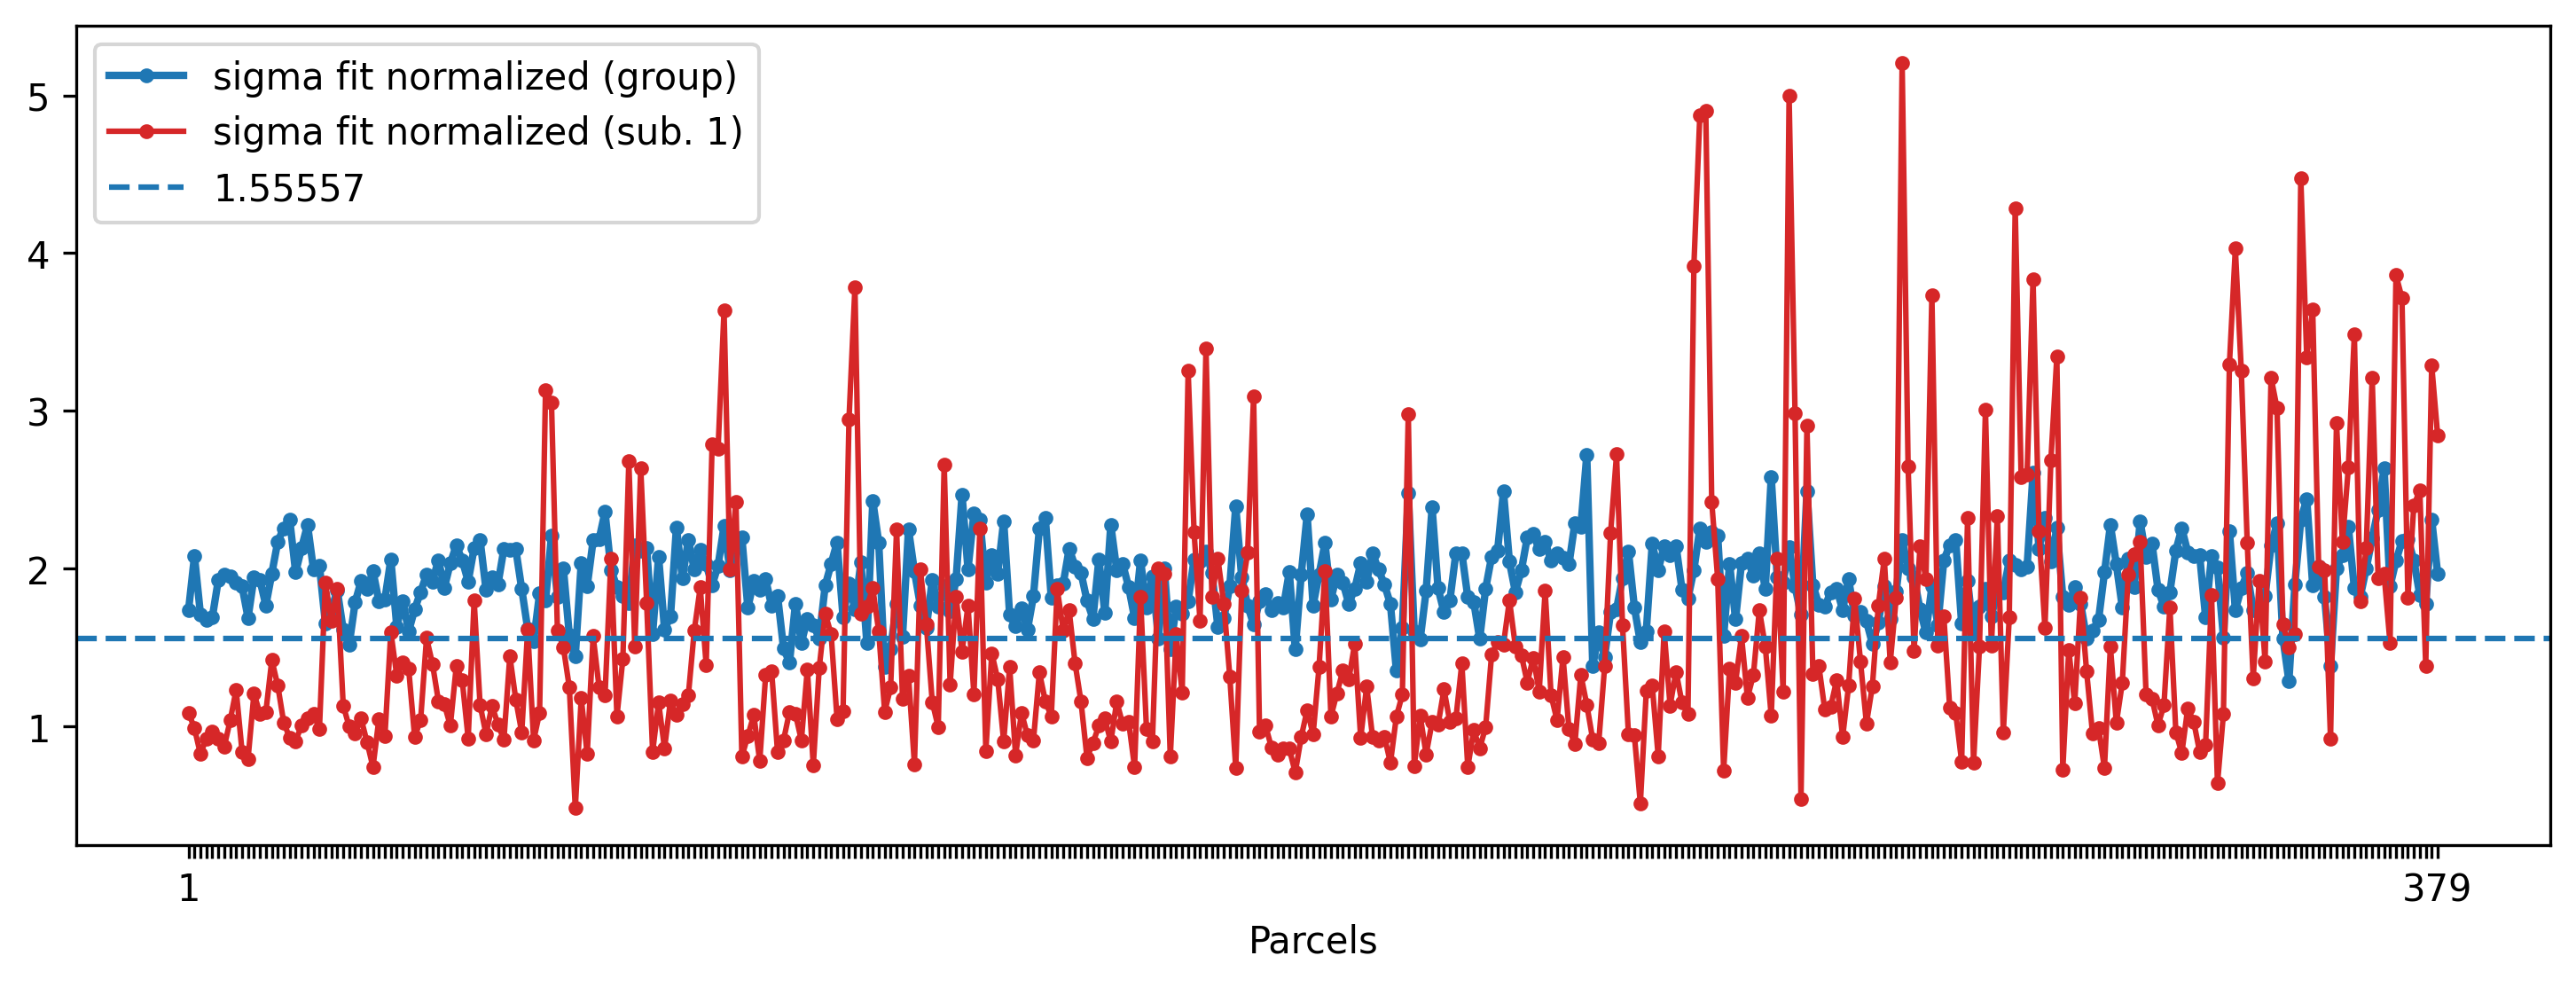 sigma fit normalized (group)
sigma fit normalized (sub. 1)
1.55557
5
4
3
2
1
1 379
Parcels